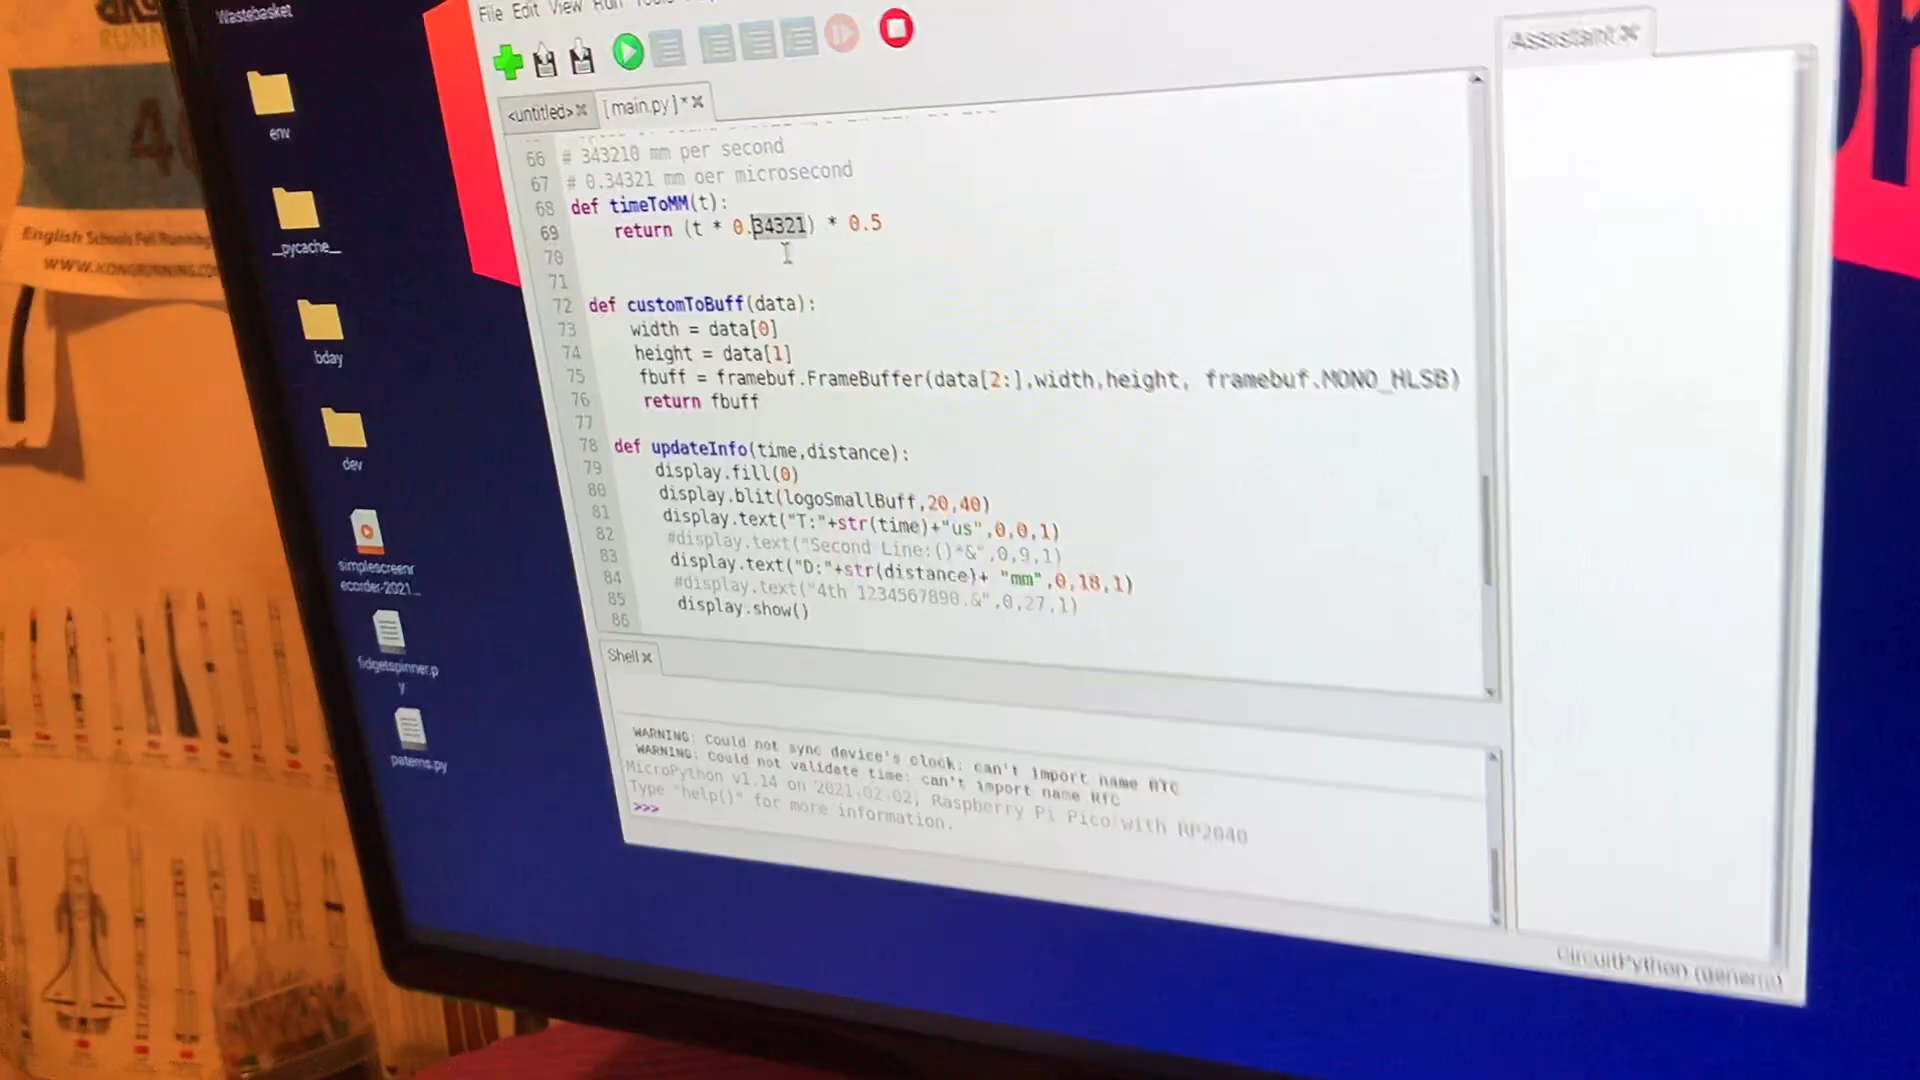 Wastebasket
File Edit View Run
env
<untitled> [ main.py ] *
Assistant
66 # 343210 mm per second
67 # 0.34321 mm oer microsecond
68 def timeToMM(t):
69 return (t * 0.34321) * 0.5
70
71
72 def customToBuff(data):
73 width = data[0]
74 height = data[1]
75 fbuff = framebuf.FrameBuffer(data[2:],width,height, framebuf.MONO_HLSB)
76 return fbuff
77
78 def updateInfo(time,distance):
79 display.fill(0)
80 display.blit(logoSmallBuff,20,40)
81 display.text("T:"+str(time)+"us",0,0,1)
82 #display.text("Second Line:()*&",0,9,1)
83 display.text("D:"+str(distance)+ "mm",0,18,1)
84 #display.text("4th 1234567890.&",0,27,1)
85 display.show()
86
Shell
WARNING: Could not sync device's clock: can't import name RTC
WARNING: Could not validate time: can't import name RTC
MicroPython v1.14 on 2021-02-02; Raspberry Pi Pico with RP2040
Type "help()" for more information.
>>>
CircuitPython (generic)
__pycache__
bday
dev
simplescreenr
ecorder-2021...
fidgetspinner.p
y
paterns.py
English Schools Fell Running